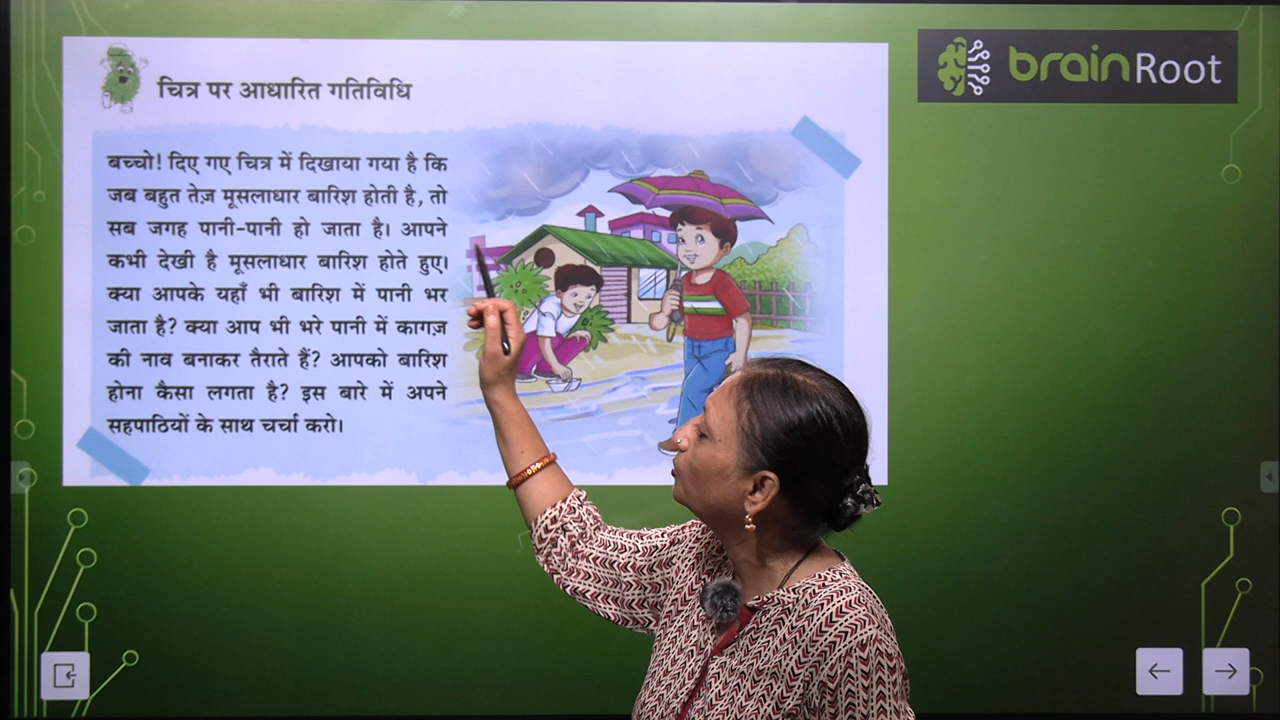 चित्र पर आधारित गतिविधि
brainRoot
बच्चो! दिए गए चित्र में दिखाया गया है कि
जब बहुत तेज़ मूसलाधार बारिश होती है, तो
सब जगह पानी-पानी हो जाता है। आपने
कभी देखी है मूसलाधार बारिश होते हुए।
क्या आपके यहाँ भी बारिश में पानी भर
जाता है? क्या आप भी भरे पानी में कागज़
की नाव बनाकर तैराते हैं? आपको बारिश
होना कैसा लगता है? इस बारे में अपने
सहपाठियों के साथ चर्चा करो।